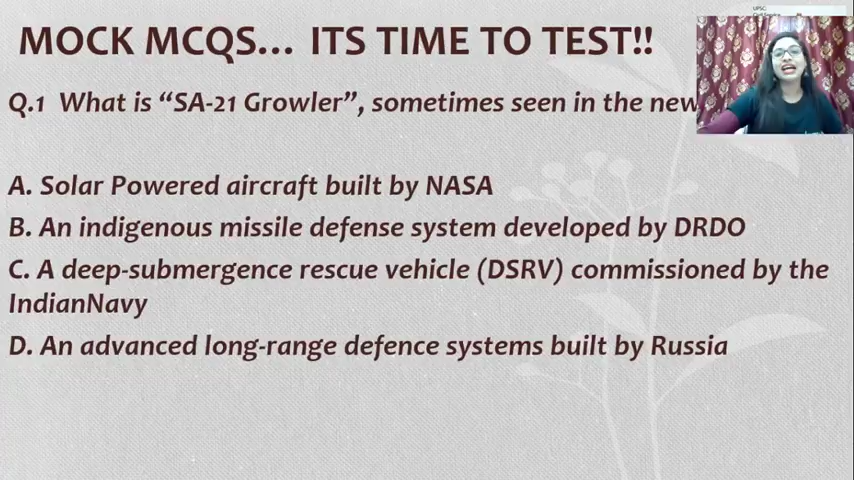 UPSC
MOCK MCQS... ITS TIME TO TEST!!
Q.1 What is “SA-21 Growler”, sometimes seen in the new
A. Solar Powered aircraft built by NASA
B. An indigenous missile defense system developed by DRDO
C. A deep-submergence rescue vehicle (DSRV) commissioned by the
IndianNavy
D. An advanced long-range defence systems built by Russia